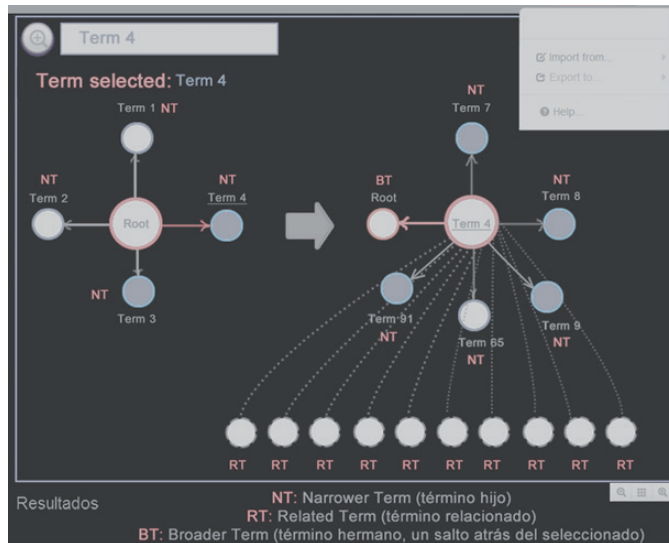 Term 4
Import from...
Export to...
Help...
Term selected: Term 4
Term 1 NT
NT
Term 2
Root
NT
Term 4
NT
Term 3
NT
Term 7
BT
Root
Term 4
NT
Term 8
Term 91
NT
Term 65
NT
Term 9
NT
RT RT RT RT RT RT RT RT RT RT
Resultados
NT: Narrower Term (término hijo)
RT: Related Term (término relacionado)
BT: Broader Term (término hermano, un salto atrás del seleccionado)